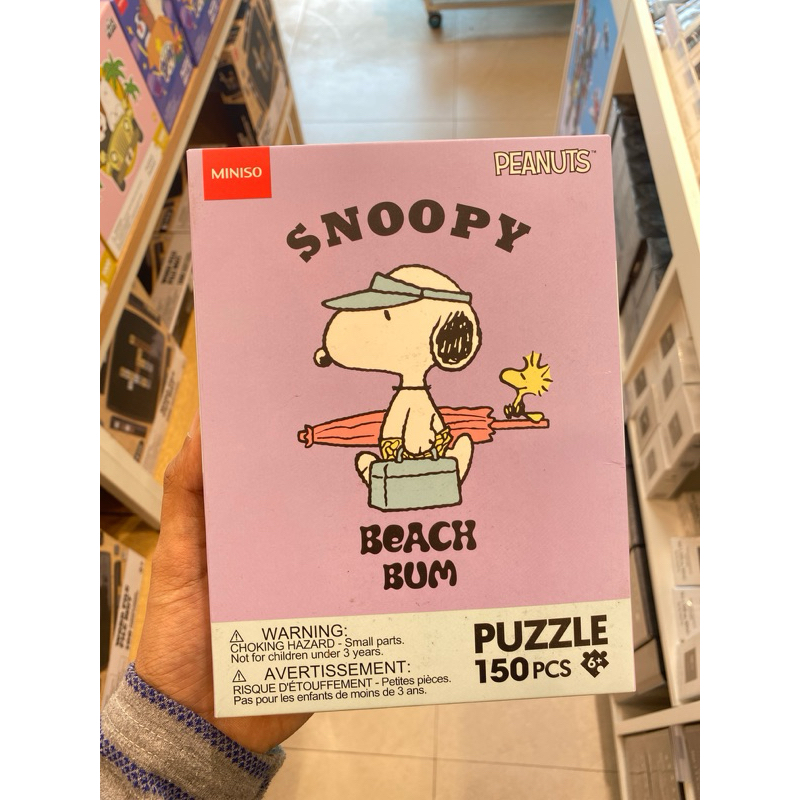 MINISO
PEANUTS™
SNOOPY
BeACH
BUM
WARNING:
CHOKING HAZARD - Small parts.
Not for children under 3 years.
AVERTISSEMENT:
RISQUE D'ÉTOUFFEMENT - Petites pièces.
Pas pour les enfants de moins de 3 ans.
PUZZLE
150 PCS 6+